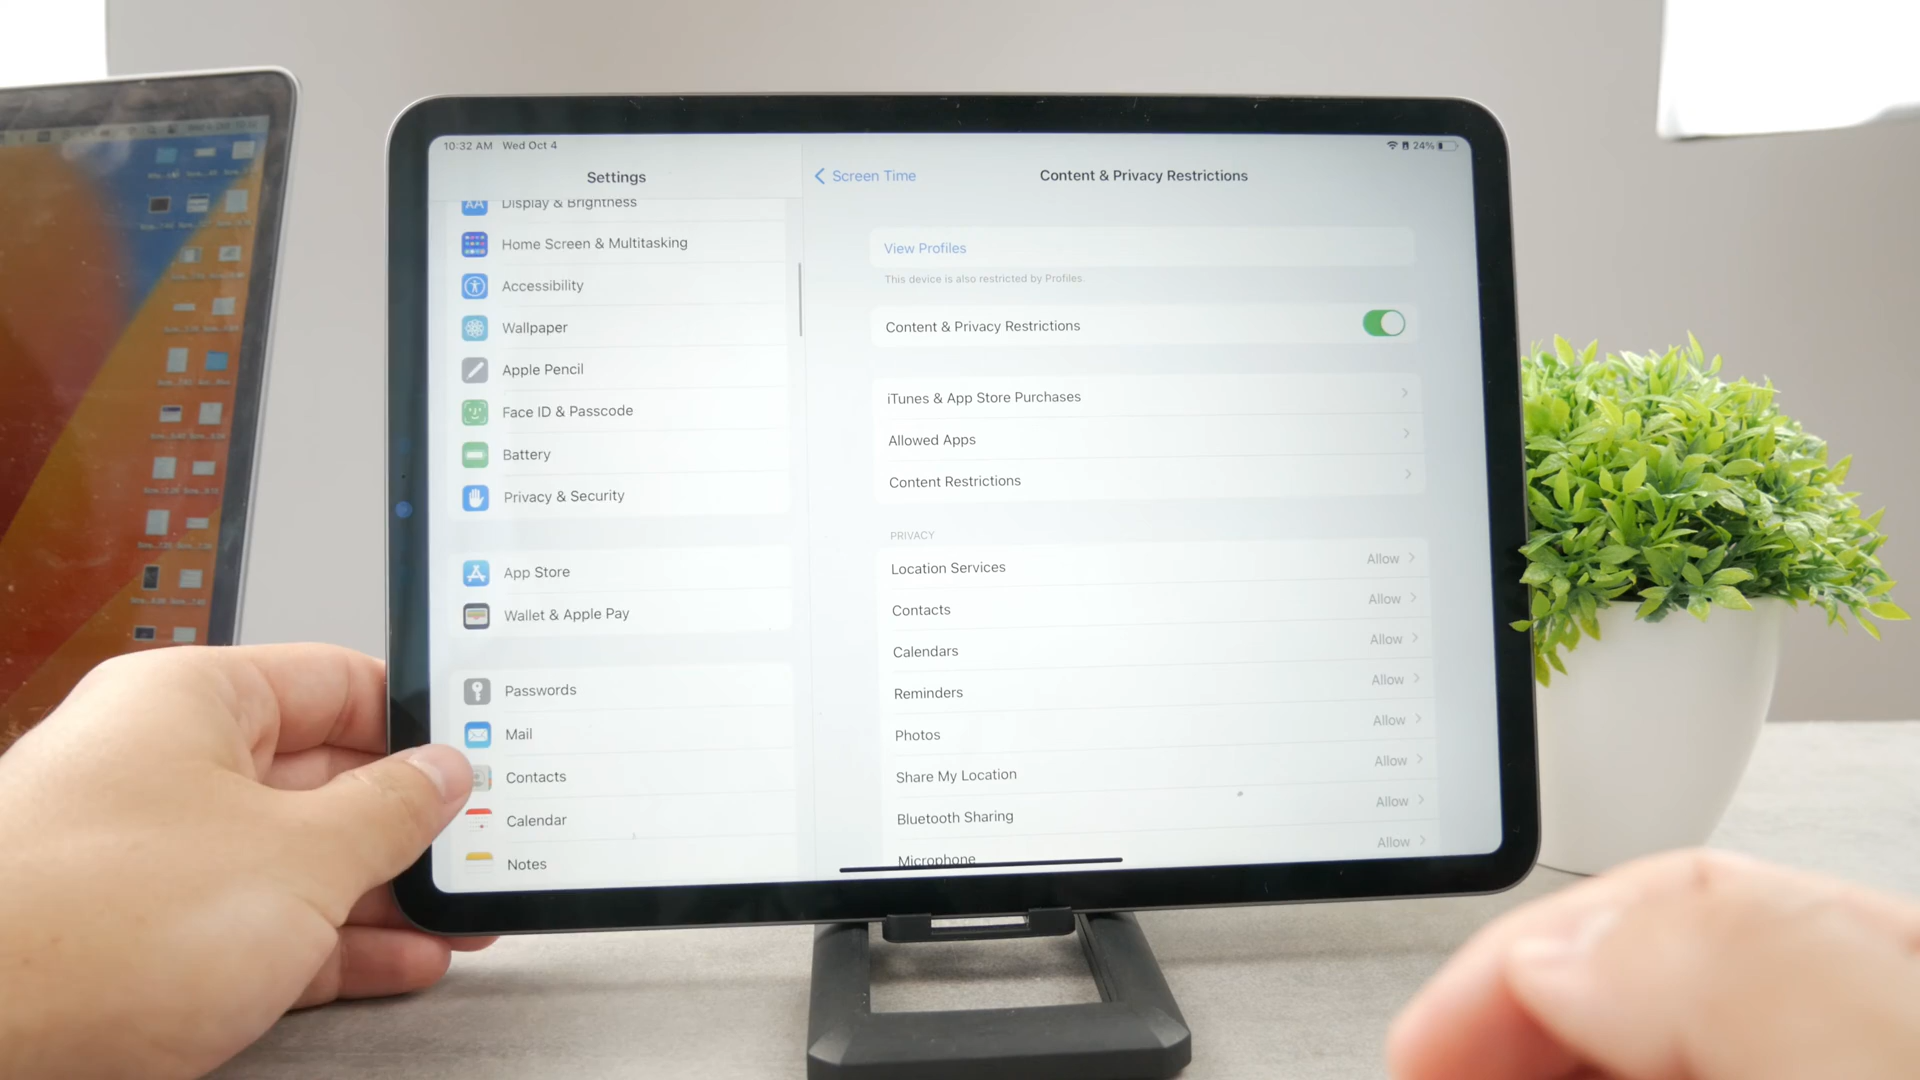 10:32 AM Wed Oct 4
24%
Settings
Display & Brightness
Home Screen & Multitasking
Accessibility
Wallpaper
Apple Pencil
Face ID & Passcode
Battery
Privacy & Security
App Store
Wallet & Apple Pay
Passwords
Mail
Contacts
Calendar
Notes
Screen Time
Content & Privacy Restrictions
View Profiles
This device is also restricted by Profiles.
Content & Privacy Restrictions
iTunes & App Store Purchases
Allowed Apps
Content Restrictions
PRIVACY
Location Services Allow
Contacts Allow
Calendars Allow
Reminders Allow
Photos Allow
Share My Location Allow
Bluetooth Sharing Allow
Microphone Allow